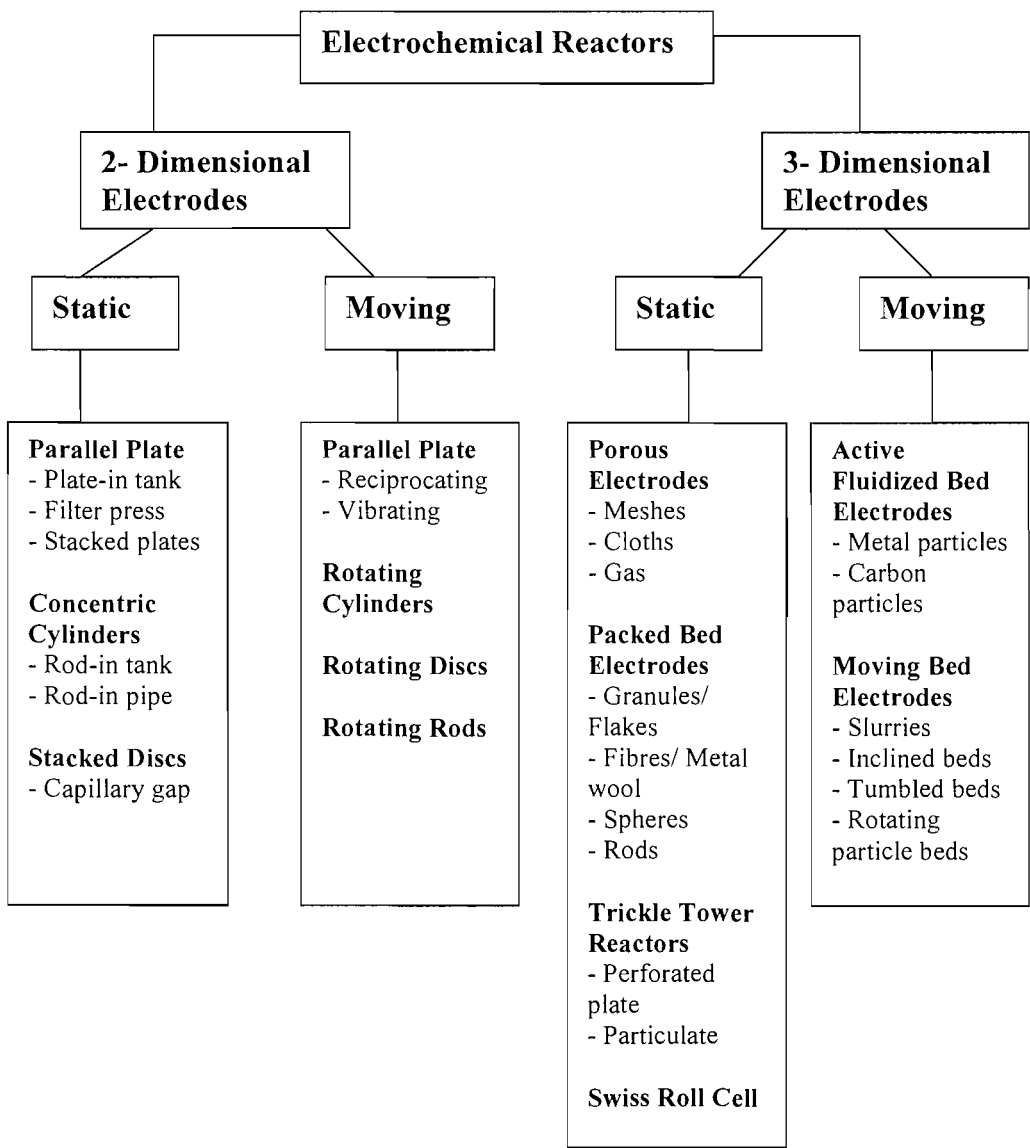 Electrochemical Reactors
2- Dimensional
Electrodes
3- Dimensional
Electrodes
Static
Moving
Static
Moving
Parallel Plate
- Plate-in tank
- Filter press
- Stacked plates
Concentric
Cylinders
- Rod-in tank
- Rod-in pipe
Stacked Discs
- Capillary gap
Parallel Plate
- Reciprocating
- Vibrating
Rotating
Cylinders
Rotating Discs
Rotating Rods
Porous
Electrodes
- Meshes
- Cloths
- Gas
Packed Bed
Electrodes
- Granules/
Flakes
- Fibres/ Metal
wool
- Spheres
- Rods
Trickle Tower
Reactors
- Perforated
plate
- Particulate
Swiss Roll Cell
Active
Fluidized Bed
Electrodes
- Metal particles
- Carbon
particles
Moving Bed
Electrodes
- Slurries
- Inclined beds
- Tumbled beds
- Rotating
particle beds